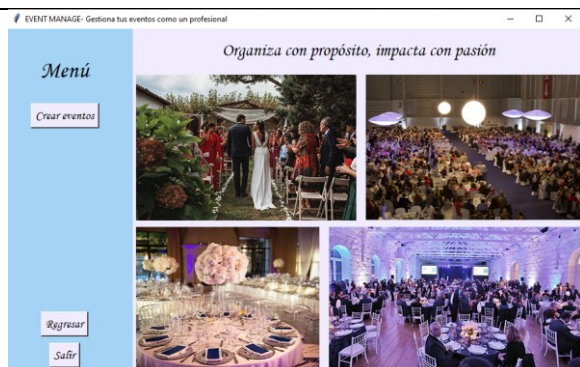 EVENT MANAGE- Gestiona tus eventos como un profesional
Organiza con propósito, impacta con pasión
Menú
Crear eventos
Regresar
Salir